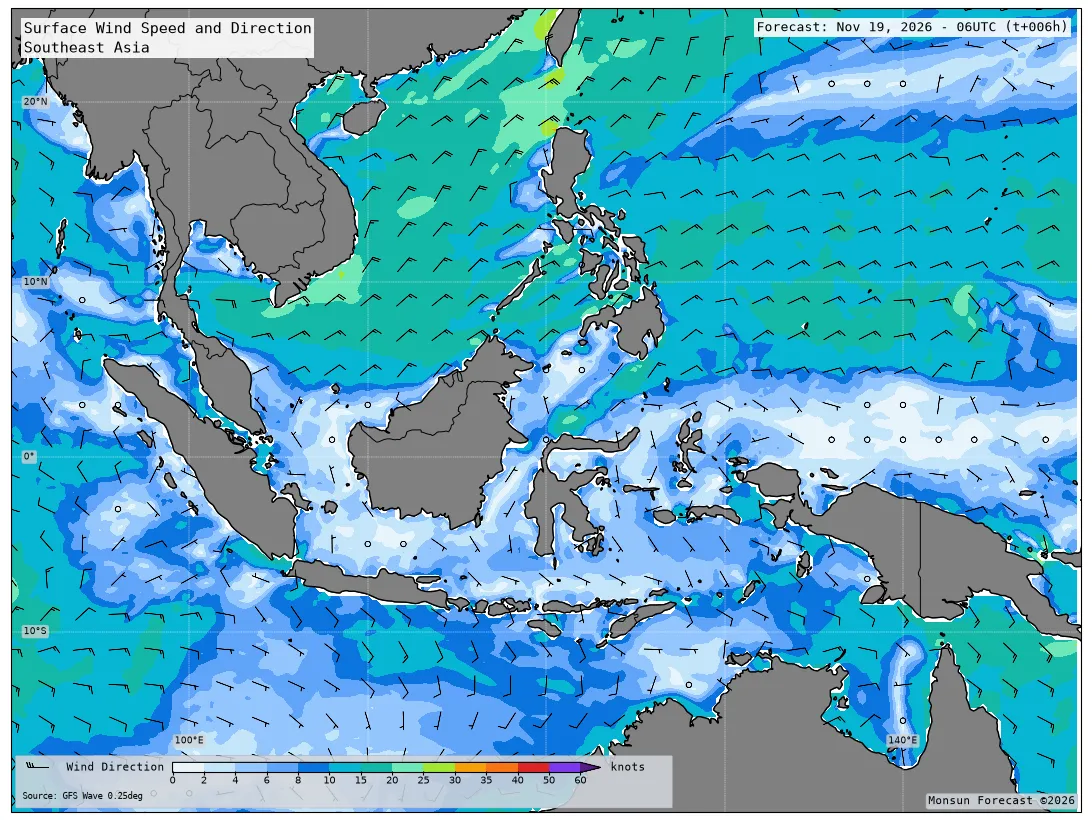 Surface Wind Speed and Direction
Southeast Asia
Forecast: Nov 19, 2026 - 06UTC (t+006h)
20°N
10°N
0°
10°S
100°E
140°E
Wind Direction
0 2 4 6 8 10 15 20 25 30 35 40 50 60
knots
Source: GFS Wave 0.25deg
Monsun Forecast ©2026